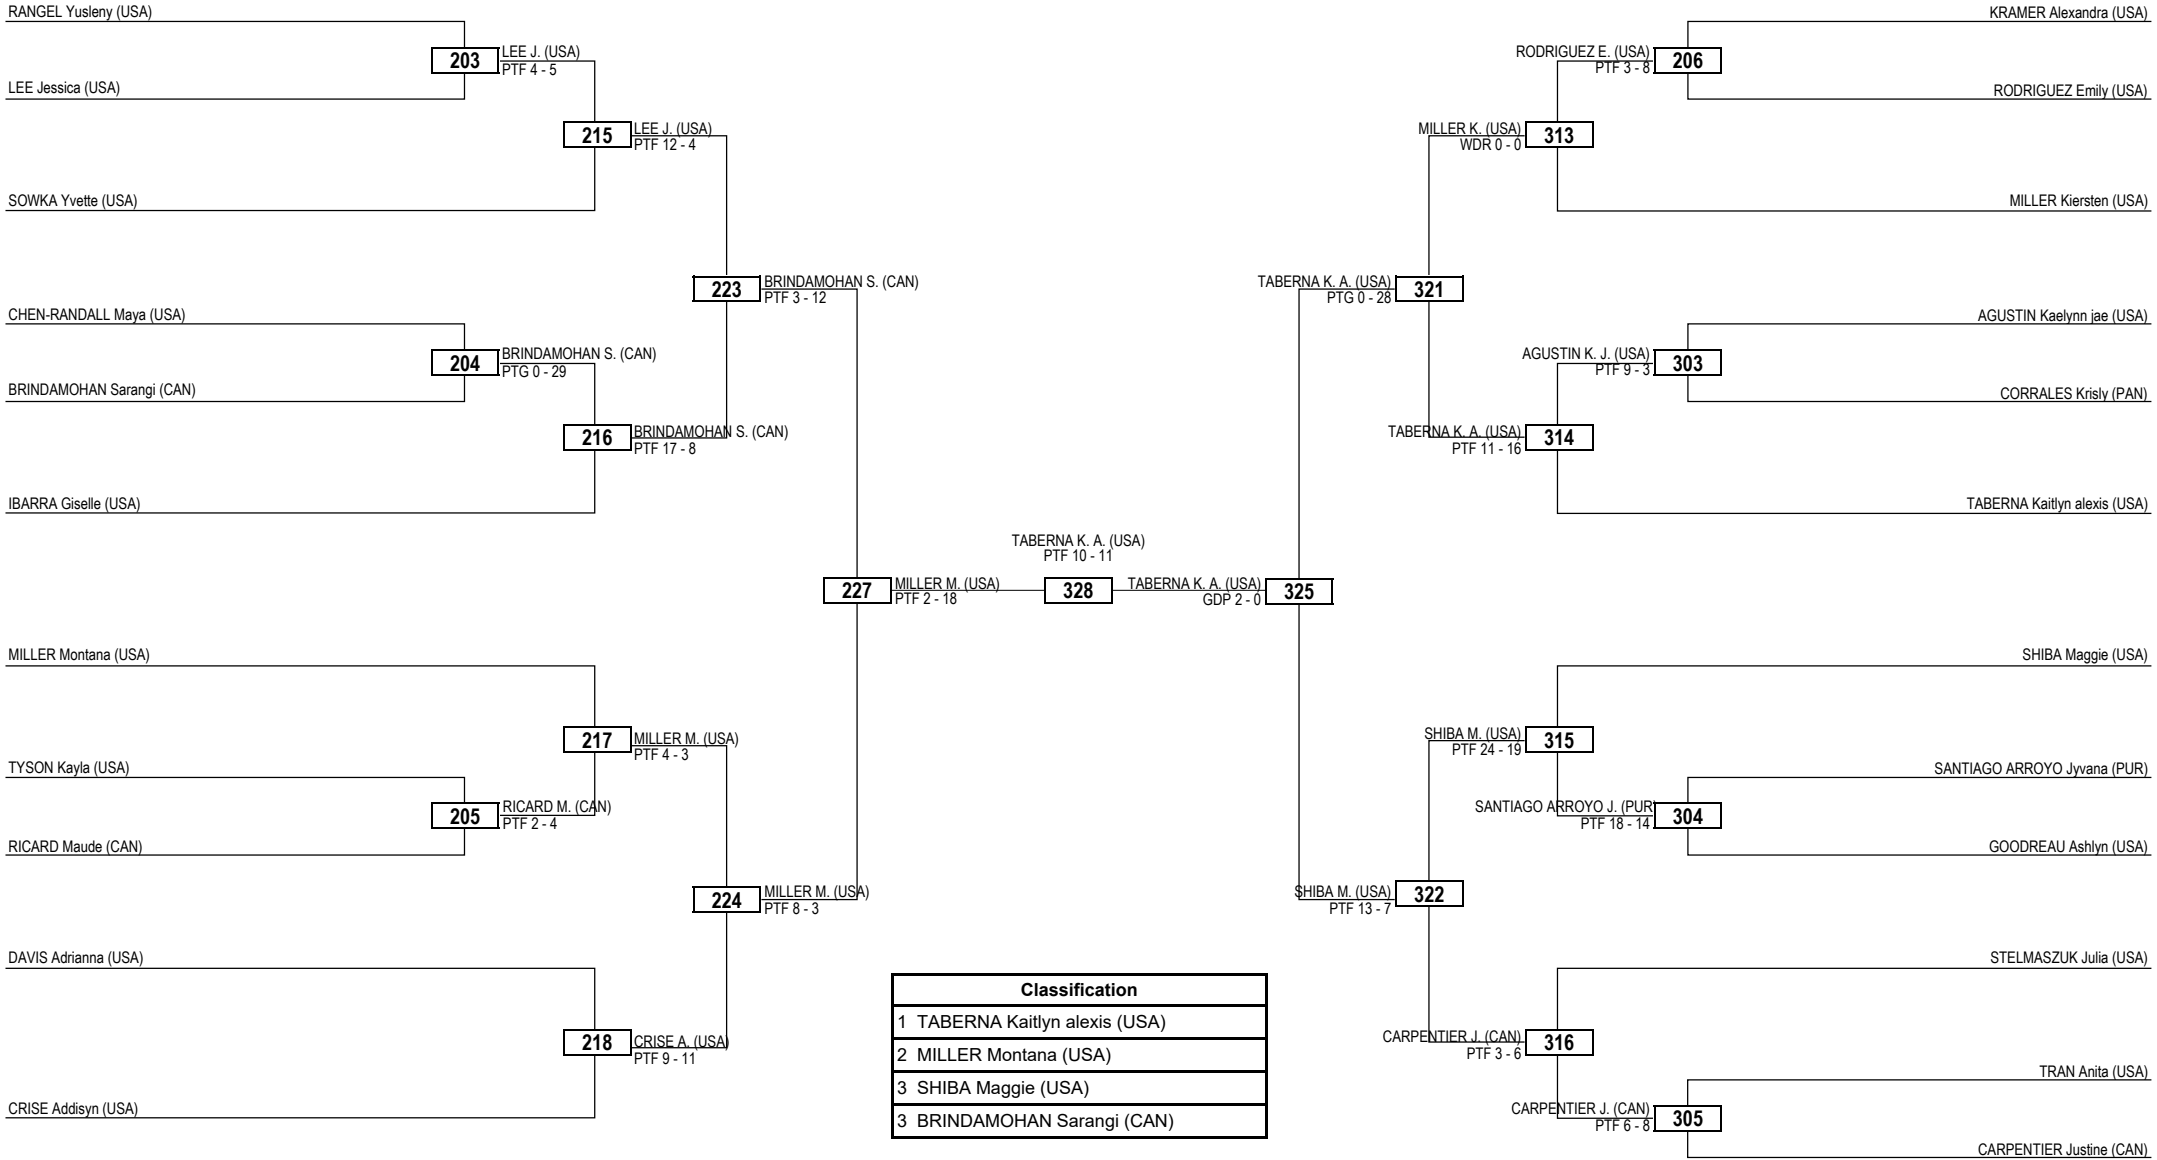 RANGEL Yusleny (USA)
203
LEE J. (USA)
PTF 4 - 5
LEE Jessica (USA)
215
LEE J. (USA)
PTF 12 - 4
SOWKA Yvette (USA)
223
BRINDAMOHAN S. (CAN)
PTF 3 - 12
CHEN-RANDALL Maya (USA)
204
BRINDAMOHAN S. (CAN)
PTG 0 - 29
BRINDAMOHAN Sarangi (CAN)
216
BRINDAMOHAN S. (CAN)
PTF 17 - 8
IBARRA Giselle (USA)
227
MILLER M. (USA)
PTF 2 - 18
MILLER Montana (USA)
217
MILLER M. (USA)
PTF 4 - 3
TYSON Kayla (USA)
205
RICARD M. (CAN)
PTF 2 - 4
RICARD Maude (CAN)
224
MILLER M. (USA)
PTF 8 - 3
DAVIS Adrianna (USA)
218
CRISE A. (USA)
PTF 9 - 11
CRISE Addisyn (USA)
TABERNA K. A. (USA)
PTF 10 - 11
328
KRAMER Alexandra (USA)
RODRIGUEZ E. (USA)
PTF 3 - 8
206
RODRIGUEZ Emily (USA)
MILLER K. (USA)
WDR 0 - 0
313
MILLER Kiersten (USA)
TABERNA K. A. (USA)
PTG 0 - 28
321
AGUSTIN Kaelynn jae (USA)
AGUSTIN K. J. (USA)
PTF 9 - 3
303
CORRALES Krisly (PAN)
TABERNA K. A. (USA)
PTF 11 - 16
314
TABERNA Kaitlyn alexis (USA)
TABERNA K. A. (USA)
GDP 2 - 0
325
SHIBA Maggie (USA)
SHIBA M. (USA)
PTF 24 - 19
315
SANTIAGO ARROYO Jyvana (PUR)
SANTIAGO ARROYO J. (PUR
PTF 18 - 14
304
GOODREAU Ashlyn (USA)
SHIBA M. (USA)
PTF 13 - 7
322
STELMASZUK Julia (USA)
CARPENTIER J. (CAN)
PTF 3 - 6
316
TRAN Anita (USA)
CARPENTIER J. (CAN)
PTF 6 - 8
305
CARPENTIER Justine (CAN)
Classification
1 TABERNA Kaitlyn alexis (USA)
2 MILLER Montana (USA)
3 SHIBA Maggie (USA)
3 BRINDAMOHAN Sarangi (CAN)